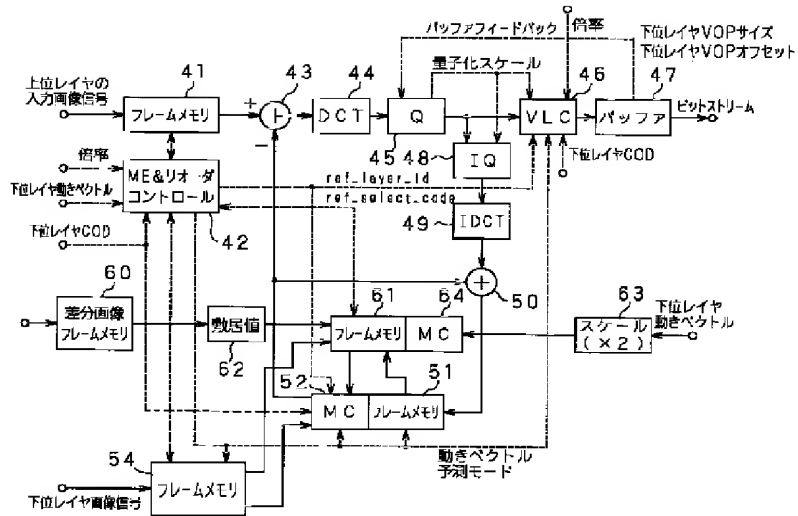 バッファフィードバック
倍率
下位レイヤVOPサイズ
下位レイヤVOPオフセット
量子化スケール
上位レイヤの
入力画像信号
41
フレームメモリ
+
−
43
44
DCT
Q
45
46
VLC
47
バッファ
ビットストリーム
48
IQ
下位レイヤCOD
倍率
下位レイヤ動きベクトル
ME&リオーダ
コントロール
42
ref_layer_id
ref_select_code
49
IDCT
下位レイヤCOD
+
50
60
差分画像
フレームメモリ
敷居値
62
61
64
フレームメモリ
MC
63
スケール
(×2)
下位レイヤ
動きベクトル
52
51
MC
フレームメモリ
動きベクトル
予測モード
54
フレームメモリ
下位レイヤ画像信号